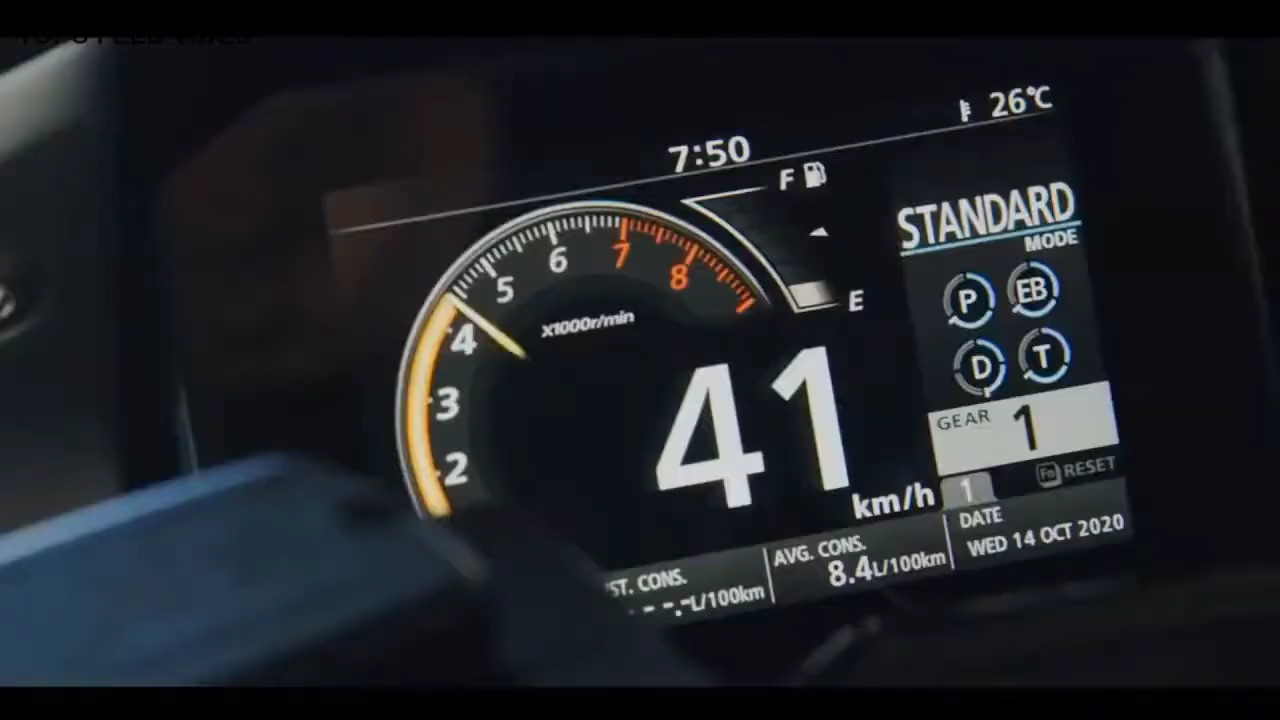 26℃
7:50
F
STANDARD
MODE
6 7
8
5
E
P EB
x1000r/min
4
D T
41
3
GEAR 1
2
Fn RESET
km/h
1
DATE
AVG. CONS.
WED 14 OCT 2020
8.4L/100km
ST. CONS.
--.-L/100km